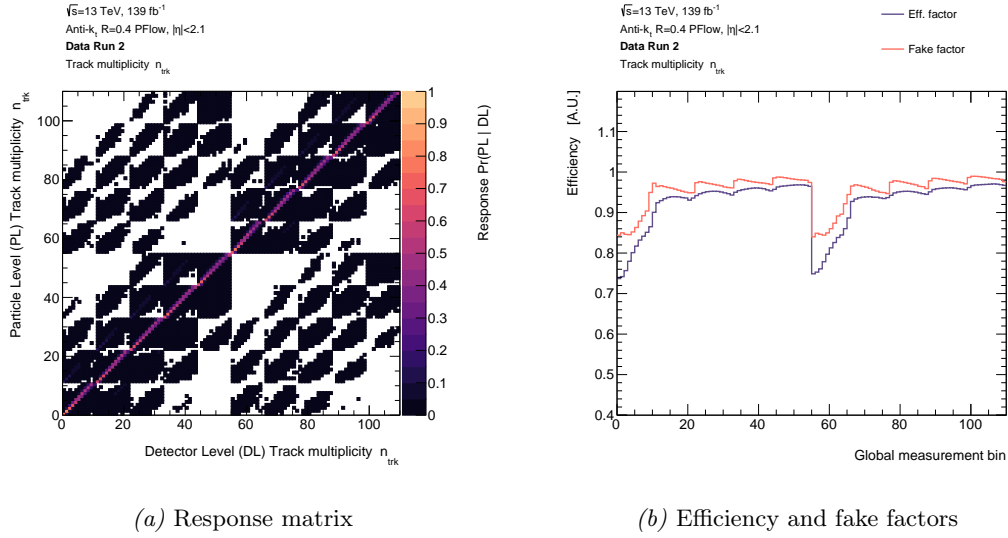 √s=13 TeV, 139 fb⁻¹
Anti-kₜ R=0.4 PFlow, |η|<2.1
Data Run 2
Track multiplicity n_trk
Particle Level (PL) Track multiplicity n_trk
100
80
60
40
20
0
0 20 40 60 80 100
Detector Level (DL) Track multiplicity n_trk
1
0.9
0.8
0.7
0.6
0.5
0.4
0.3
0.2
0.1
0
Response Pr(PL | DL)
(a) Response matrix
√s=13 TeV, 139 fb⁻¹
Anti-kₜ R=0.4 PFlow, |η|<2.1
Data Run 2
Track multiplicity n_trk
Eff. factor
Fake factor
Efficiency [A.U.]
1.1
1
0.9
0.8
0.7
0.6
0.5
0.4
0 20 40 60 80 100
Global measurement bin
(b) Efficiency and fake factors